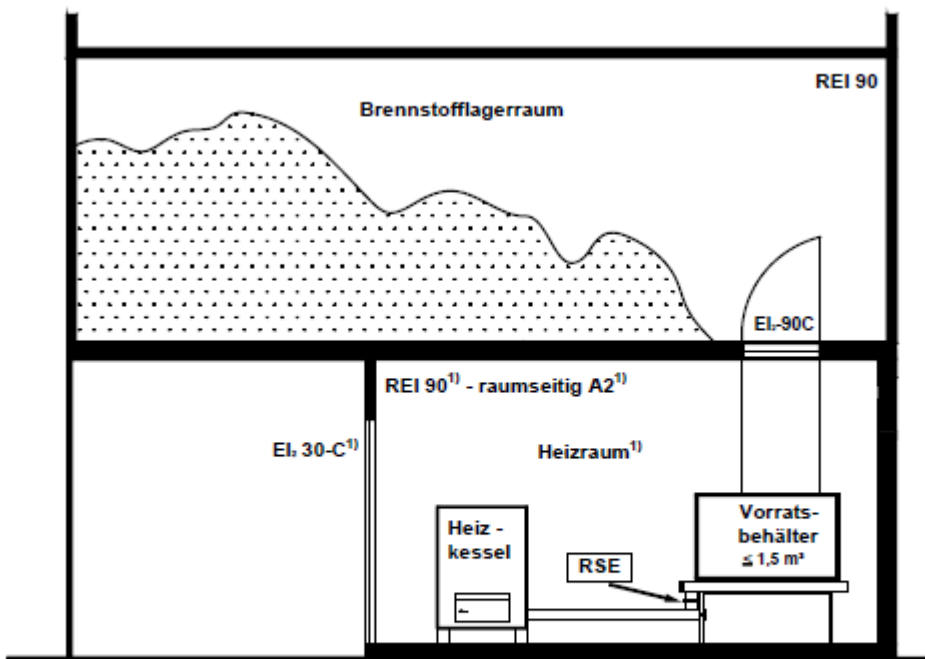 REI 90
Brennstofflagerraum
EI₂-90C
REI 90¹⁾ - raumseitig A2¹⁾
EI₂ 30-C¹⁾
Heizraum¹⁾
Heiz -
kessel
RSE
Vorrats-
behälter
≤ 1,5 m³